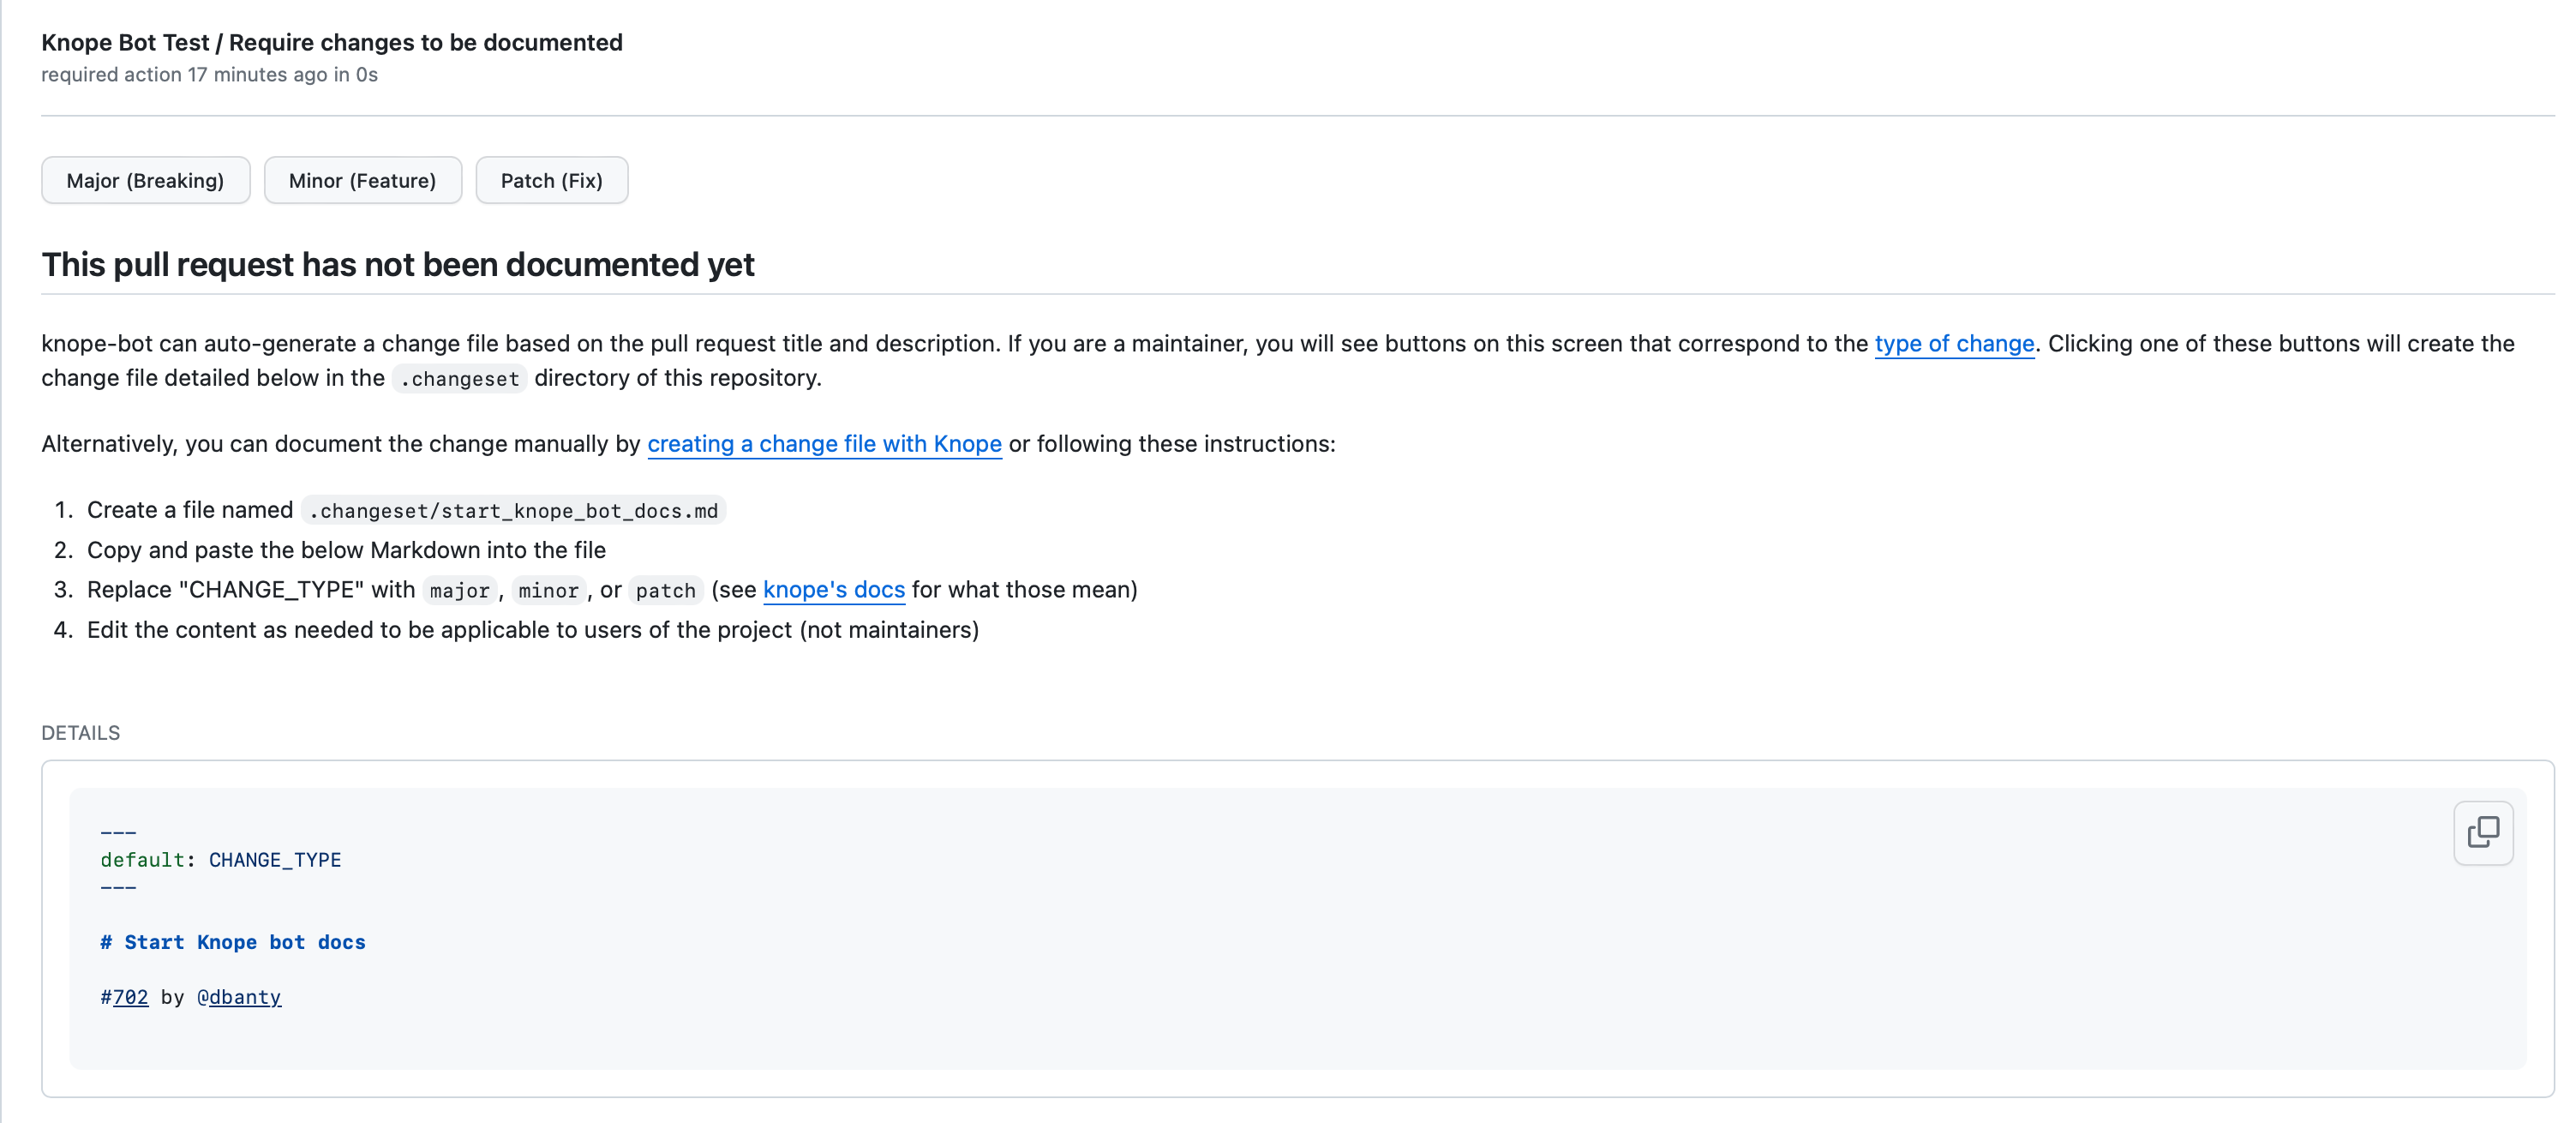 Knope Bot Test / Require changes to be documented
required action 17 minutes ago in 0s
Major (Breaking) Minor (Feature) Patch (Fix)
This pull request has not been documented yet
knope-bot can auto-generate a change file based on the pull request title and description. If you are a maintainer, you will see buttons on this screen that correspond to the type of change. Clicking one of these buttons will create the
change file detailed below in the .changeset directory of this repository.
Alternatively, you can document the change manually by creating a change file with Knope or following these instructions:
1. Create a file named .changeset/start_knope_bot_docs.md
2. Copy and paste the below Markdown into the file
3. Replace "CHANGE_TYPE" with major, minor, or patch (see knope's docs for what those mean)
4. Edit the content as needed to be applicable to users of the project (not maintainers)
DETAILS
---
default: CHANGE_TYPE
---
# Start Knope bot docs
#702 by @dbanty